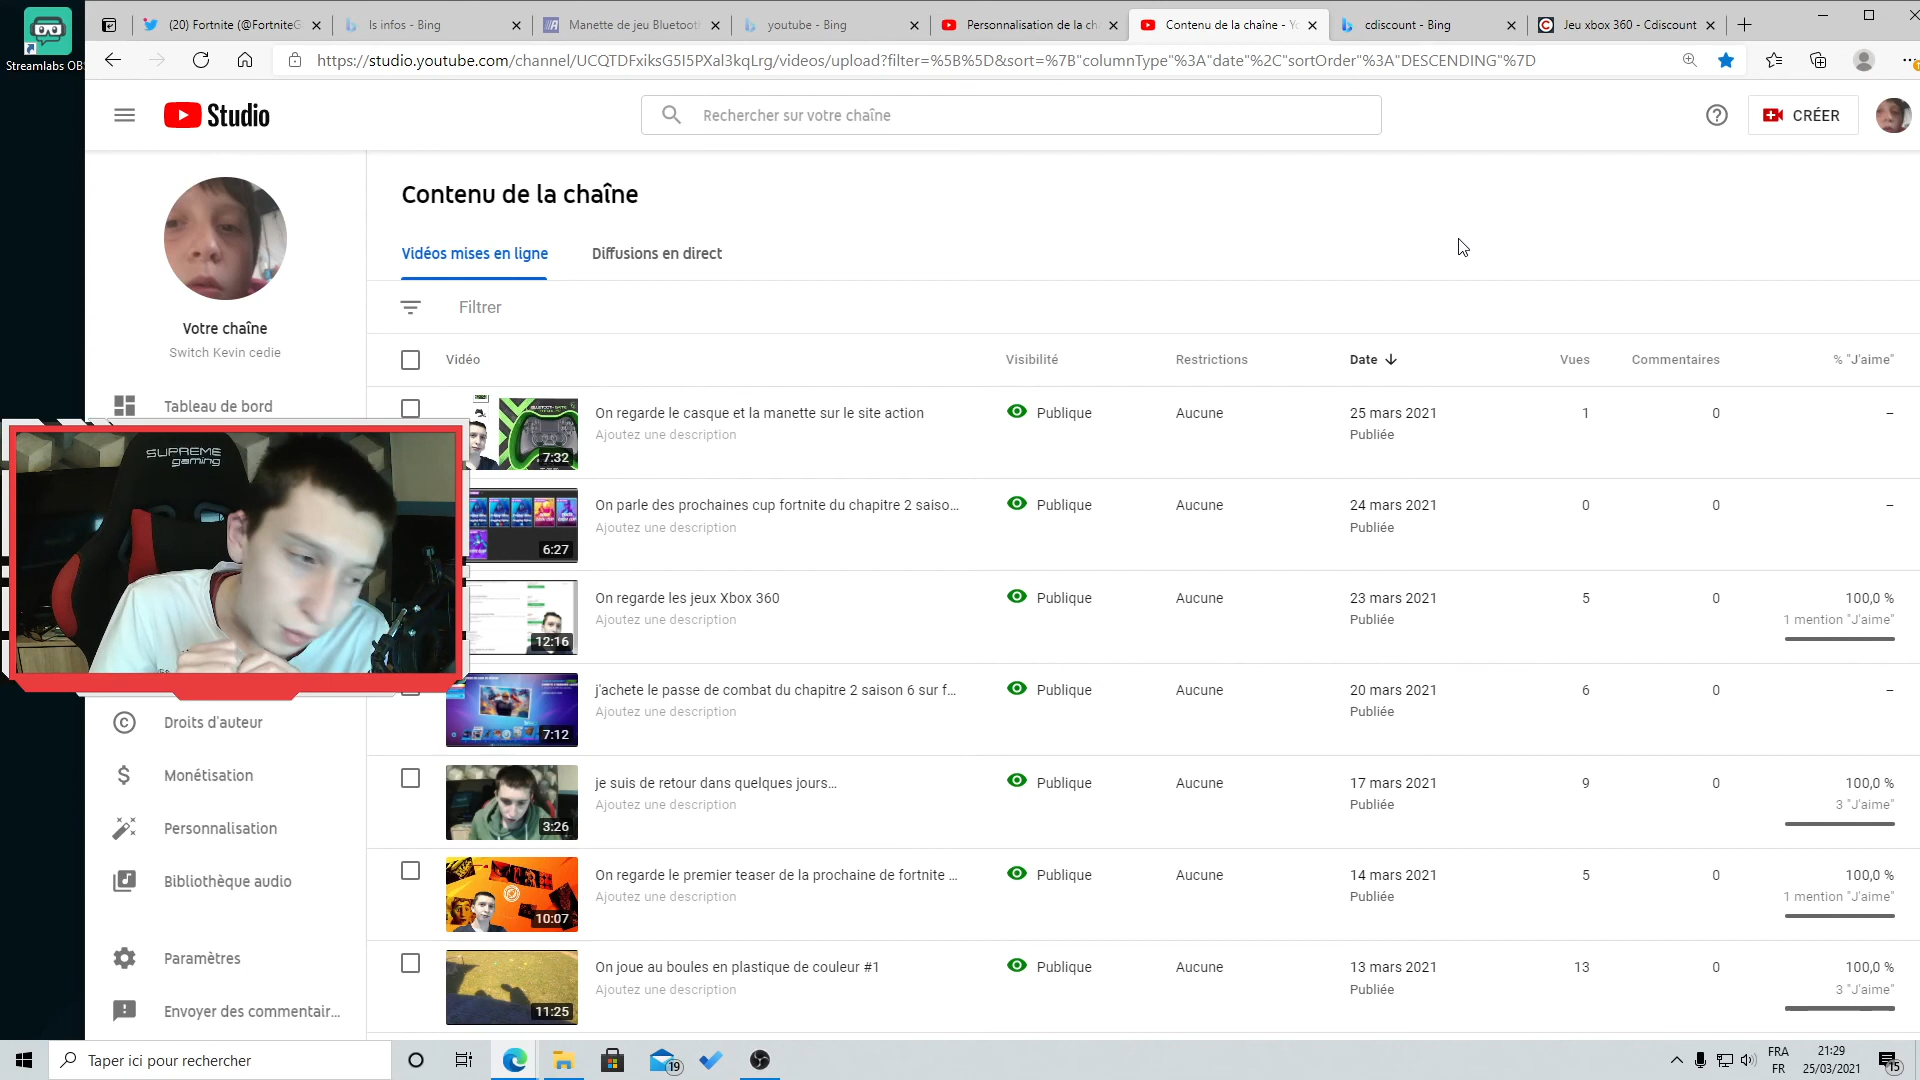 Streamlabs OBS
(20) Fortnite (@FortniteG
ls infos - Bing
Manette de jeu Bluetooth
youtube - Bing
Personnalisation de la ch
Contenu de la chaîne - Yo
cdiscount - Bing
Jeu xbox 360 - Cdiscount
https://studio.youtube.com/channel/UCQTDFxiksG5I5PXal3kqLrg/videos/upload?filter=%5B%5D&sort=%7B"columnType"%3A"date"%2C"sortOrder"%3A"DESCENDING"%7D
Studio
Rechercher sur votre chaîne
CRÉER
Votre chaîne
Switch Kevin cedie
Tableau de bord
SUPREME
gaming
Droits d'auteur
Monétisation
Personnalisation
Bibliothèque audio
Paramètres
Envoyer des commentair...
Contenu de la chaîne
Vidéos mises en ligne
Diffusions en direct
Filtrer
Vidéo
Visibilité
Restrictions
Date
Vues
Commentaires
% "J'aime"
7:32
On regarde le casque et la manette sur le site action
Ajoutez une description
Publique
Aucune
25 mars 2021
Publiée
1
0
–
6:27
On parle des prochaines cup fortnite du chapitre 2 saiso...
Ajoutez une description
Publique
Aucune
24 mars 2021
Publiée
0
0
–
12:16
On regarde les jeux Xbox 360
Ajoutez une description
Publique
Aucune
23 mars 2021
Publiée
5
0
100,0 %
1 mention "J'aime"
7:12
j'achete le passe de combat du chapitre 2 saison 6 sur f...
Ajoutez une description
Publique
Aucune
20 mars 2021
Publiée
6
0
–
3:26
je suis de retour dans quelques jours...
Ajoutez une description
Publique
Aucune
17 mars 2021
Publiée
9
0
100,0 %
3 "J'aime"
10:07
On regarde le premier teaser de la prochaine de fortnite ...
Ajoutez une description
Publique
Aucune
14 mars 2021
Publiée
5
0
100,0 %
1 mention "J'aime"
11:25
On joue au boules en plastique de couleur #1
Ajoutez une description
Publique
Aucune
13 mars 2021
Publiée
13
0
100,0 %
3 "J'aime"
Taper ici pour rechercher
19
FRA
FR
21:29
25/03/2021
15